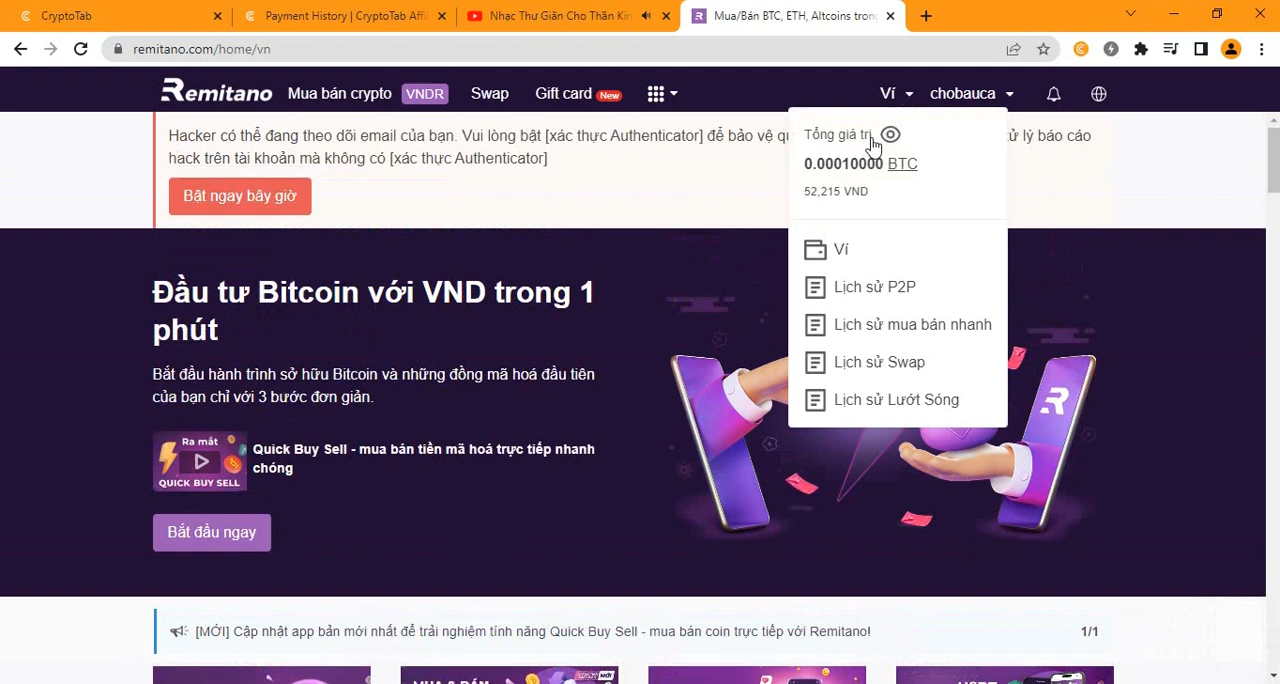 CryptoTab
Payment History | CryptoTab Affil
Nhạc Thư Giãn Cho Thần Kin
Mua/Bán BTC, ETH, Altcoins trong
remitano.com/home/vn
Remitano
Mua bán crypto
VNDR
Swap
Gift card New
Ví
chobauca
Hacker có thể đang theo dõi email của bạn. Vui lòng bật [xác thực Authenticator] để bảo vệ
ử lý báo cáo
hack trên tài khoản mà không có [xác thực Authenticator]
Bật ngay bây giờ
Tổng giá trị
0.00010000 BTC
52,215 VND
Ví
Lịch sử P2P
Lịch sử mua bán nhanh
Lịch sử Swap
Lịch sử Lướt Sóng
Đầu tư Bitcoin với VND trong 1
phút
Bắt đầu hành trình sở hữu Bitcoin và những đồng mã hoá đầu tiên
của bạn chỉ với 3 bước đơn giản.
Ra mắt
QUICK BUY SELL
Quick Buy Sell - mua bán tiền mã hoá trực tiếp nhanh
chóng
Bắt đầu ngay
[MỚI] Cập nhật app bản mới nhất để trải nghiệm tính năng Quick Buy Sell - mua bán coin trực tiếp với Remitano!
1/1